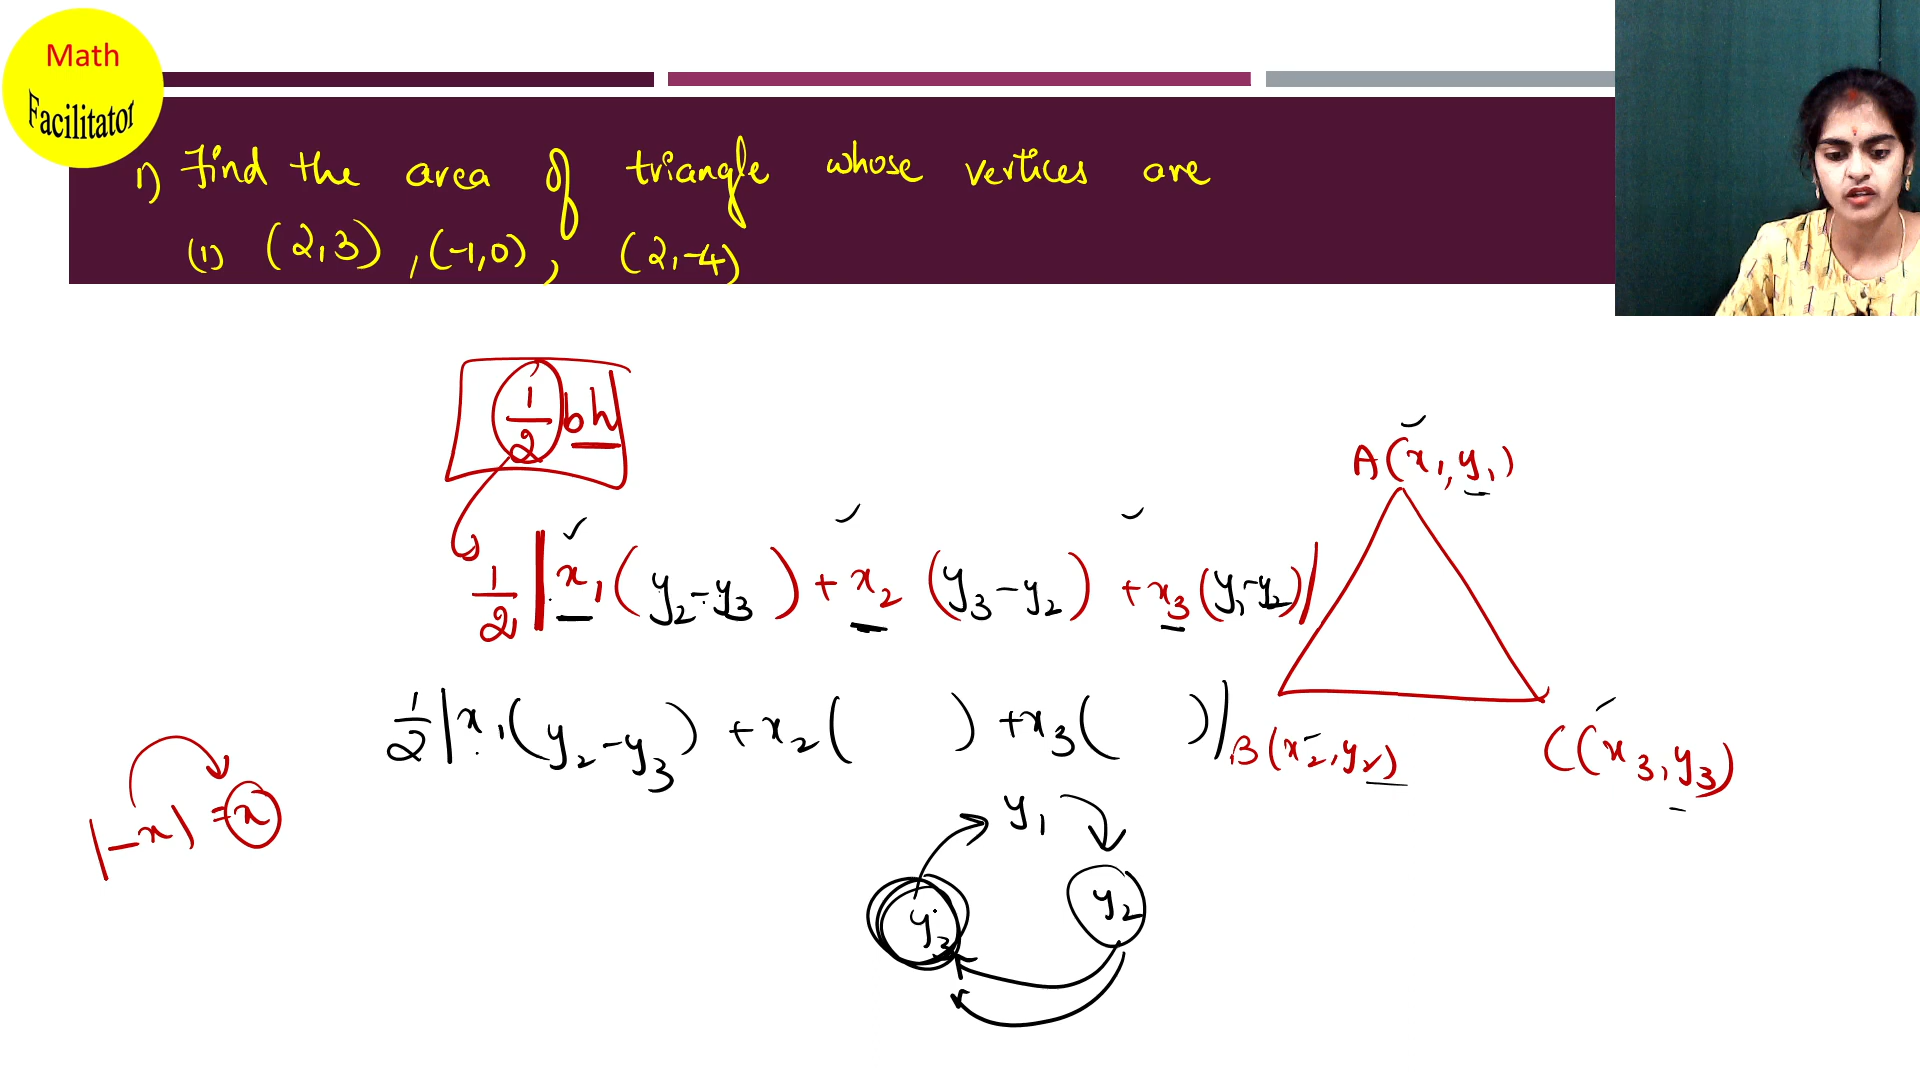 Math
Facilitator
1) Find the area of triangle whose vertices are
(1) (2,3) , (-1,0) , (2,-4)
1/2 bh
A(x₁, y₁)
1/2 |x₁(y₂-y₃) + x₂(y₃-y₂) + x₃(y₁-y₂)|
1/2 |x₁(y₂-y₃) + x₂( ) + x₃( )|
B(x₂,y₂)
C(x₃,y₃)
|-x| = x
y₁
y₂
y₃